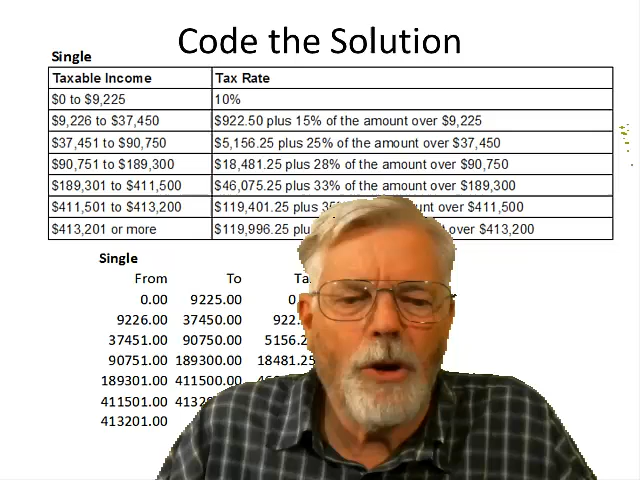 Code the Solution
Single
Taxable Income Tax Rate
$0 to $9,225 10%
$9,226 to $37,450 $922.50 plus 15% of the amount over $9,225
$37,451 to $90,750 $5,156.25 plus 25% of the amount over $37,450
$90,751 to $189,300 $18,481.25 plus 28% of the amount over $90,750
$189,301 to $411,500 $46,075.25 plus 33% of the amount over $189,300
$411,501 to $413,200 $119,401.25 plus amount over $411,500
$413,201 or more $119,996.25 over $413,200
Single
From To
0.00 9225.00
9226.00 37450.00
37451.00 90750.00
90751.00 189300.00 18481.25
189301.00 411500.00
411501.00
413201.00